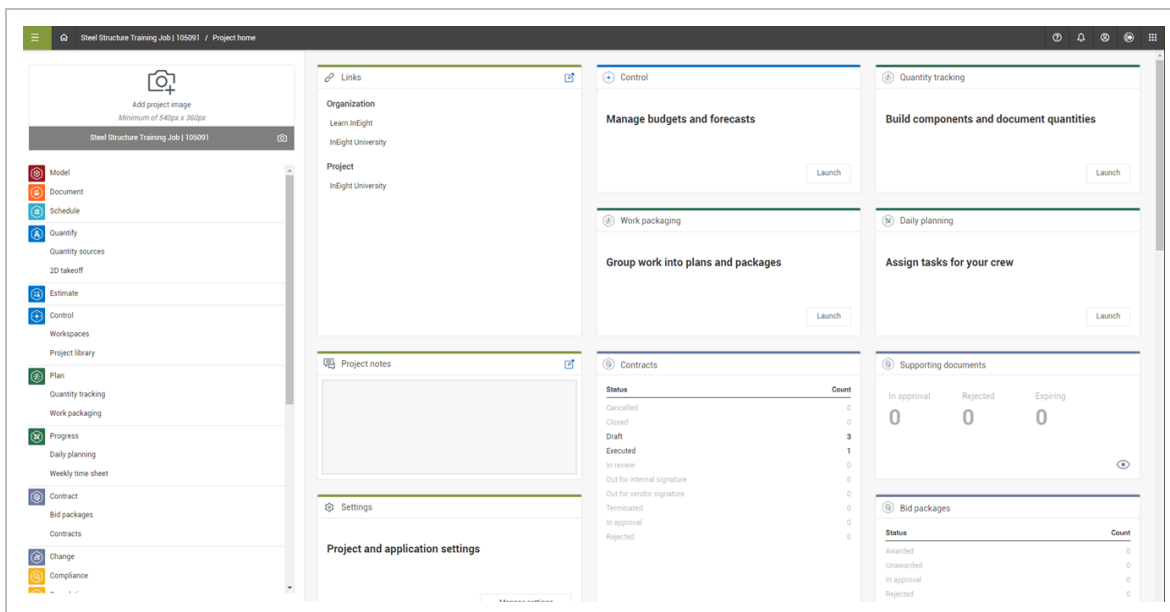 Steel Structure Training Job | 105091 / Project home
Add project image
Minimum of 540px x 360px
Steel Structure Training Job | 105091
Model
Document
Schedule
Quantify
Quantity sources
2D takeoff
Estimate
Control
Workspaces
Project library
Plan
Quantity tracking
Work packaging
Progress
Daily planning
Weekly time sheet
Contract
Bid packages
Contracts
Change
Compliance
Links
Organization
Learn.InEight
InEight University
Project
InEight University
Control
Manage budgets and forecasts
Launch
Quantity tracking
Build components and document quantities
Launch
Work packaging
Group work into plans and packages
Launch
Daily planning
Assign tasks for your crew
Launch
Project notes
Contracts
Status Count
Cancelled 0
Closed 0
Draft 3
Executed 1
In review 0
Out for internal signature 0
Out for vendor signature 0
Terminated 0
In approval 0
Rejected 0
Supporting documents
In approval Rejected Expiring
0 0 0
Settings
Project and application settings
Manage settings
Bid packages
Status Count
Awarded 0
Unawarded 0
In approval 0
Rejected 0